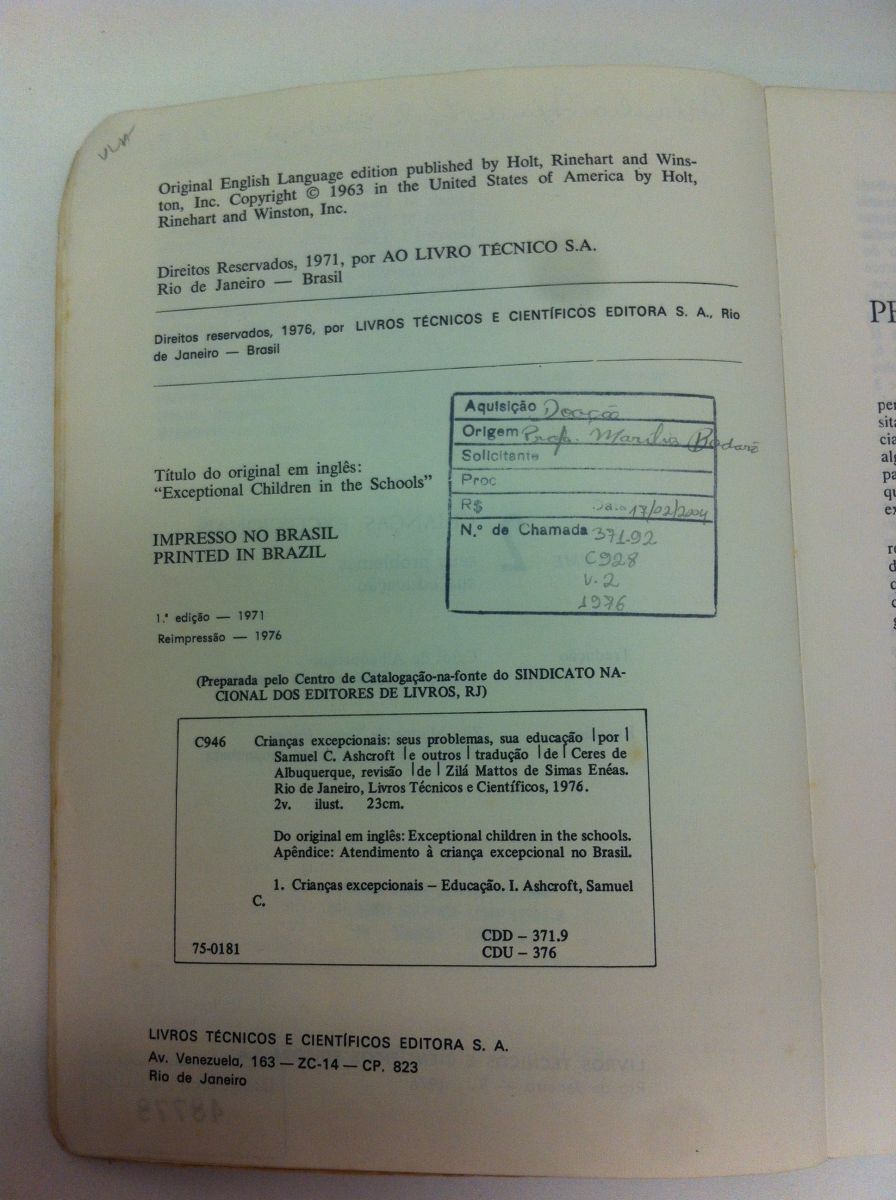 Original English Language edition published by Holt, Rinehart and Wins-
ton, Inc. Copyright © 1963 in the United States of America by Holt,
Rinehart and Winston, Inc.
Direitos Reservados, 1971, por AO LIVRO TÉCNICO S.A.
Rio de Janeiro — Brasil
Direitos reservados, 1976, por LIVROS TÉCNICOS E CIENTÍFICOS EDITORA S. A., Rio
de Janeiro — Brasil
Aquisição Doação
Origem Profa. Marilia Bodaró
Solicitante
Proc
R$ 17/02/2004
N.º de Chamada 371.92
C928
v.2
1976
Título do original em inglês:
“Exceptional Children in the Schools”
IMPRESSO NO BRASIL
PRINTED IN BRAZIL
1.ª edição — 1971
Reimpressão — 1976
(Preparada pelo Centro de Catalogação-na-fonte do SINDICATO NA-
CIONAL DOS EDITORES DE LIVROS, RJ)
C946 Crianças excepcionais: seus problemas, sua educação |por|
Samuel C. Ashcroft |e outros| tradução |de| Ceres de
Albuquerque, revisão |de| Zilá Mattos de Simas Enéas.
Rio de Janeiro, Livros Técnicos e Científicos, 1976.
2v. ilust. 23cm.
Do original em inglês: Exceptional children in the schools.
Apêndice: Atendimento à criança excepcional no Brasil.
1. Crianças excepcionais – Educação. I. Ashcroft, Samuel
C.
CDD – 371.9
75-0181 CDU – 376
LIVROS TÉCNICOS E CIENTÍFICOS EDITORA S. A.
Av. Venezuela, 163 — ZC-14 — CP. 823
Rio de Janeiro